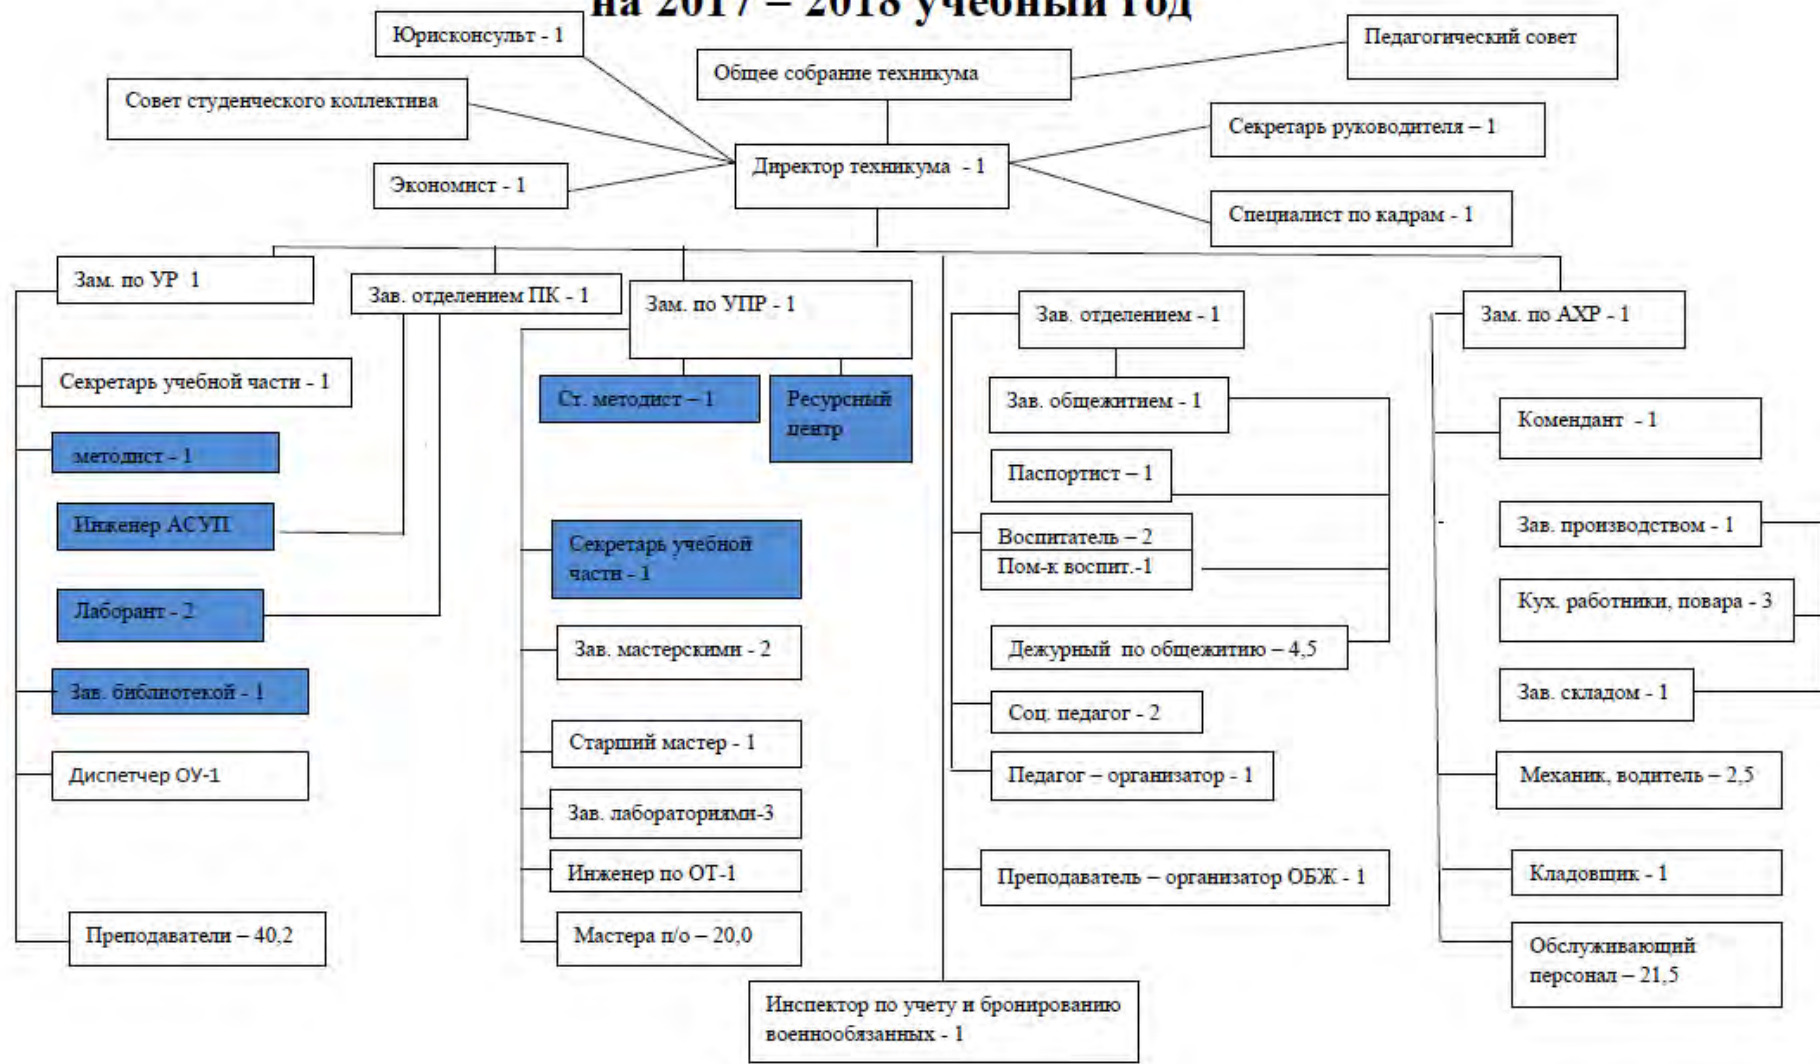 на 2017 – 2018 учебный год
Юрисконсульт - 1
Общее собрание техникума
Педагогический совет
Совет студенческого коллектива
Секретарь руководителя – 1
Директор техникума - 1
Экономист - 1
Специалист по кадрам - 1
Зам. по УР 1
Зав. отделением ПК - 1
Зам. по УПР - 1
Зав. отделением - 1
Зам. по АХР - 1
Секретарь учебной части - 1
методист - 1
Инженер АСУП
Лаборант - 2
Зав. библиотекой - 1
Диспетчер ОУ-1
Преподаватели – 40,2
Ст. методист – 1
Ресурсный
центр
Секретарь учебной
части - 1
Зав. мастерскими - 2
Старший мастер - 1
Зав. лабораториями-3
Инженер по ОТ-1
Мастера п/о – 20,0
Зав. общежитием - 1
Паспортист – 1
Воспитатель – 2
Пом-к воспит.-1
Дежурный по общежитию – 4,5
Соц. педагог - 2
Педагог – организатор - 1
Преподаватель – организатор ОБЖ - 1
Инспектор по учету и бронированию
военнообязанных - 1
Комендант - 1
Зав. производством - 1
Кух. работники, повара - 3
Зав. складом - 1
Механик, водитель – 2,5
Кладовщик - 1
Обслуживающий
персонал – 21,5